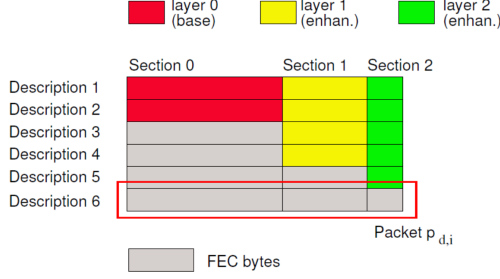 layer 0 layer 1 layer 2
(base) (enhan.) (enhan.)
Section 0 Section 1 Section 2
Description 1
Description 2
Description 3
Description 4
Description 5
Description 6
Packet p d,i
FEC bytes